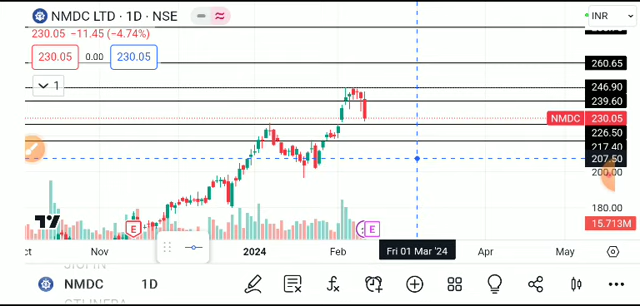 NMDC LTD · 1D · NSE
INR
230.05 −11.45 (−4.74%)
230.05 0.00 230.05
260.65
1
246.90
239.60
NMDC 230.05
226.50
217.40
207.50
200.00
180.00
15.713M
E E
Nov 2024 Feb Fri 01 Mar '24 Apr May
NMDC 1D